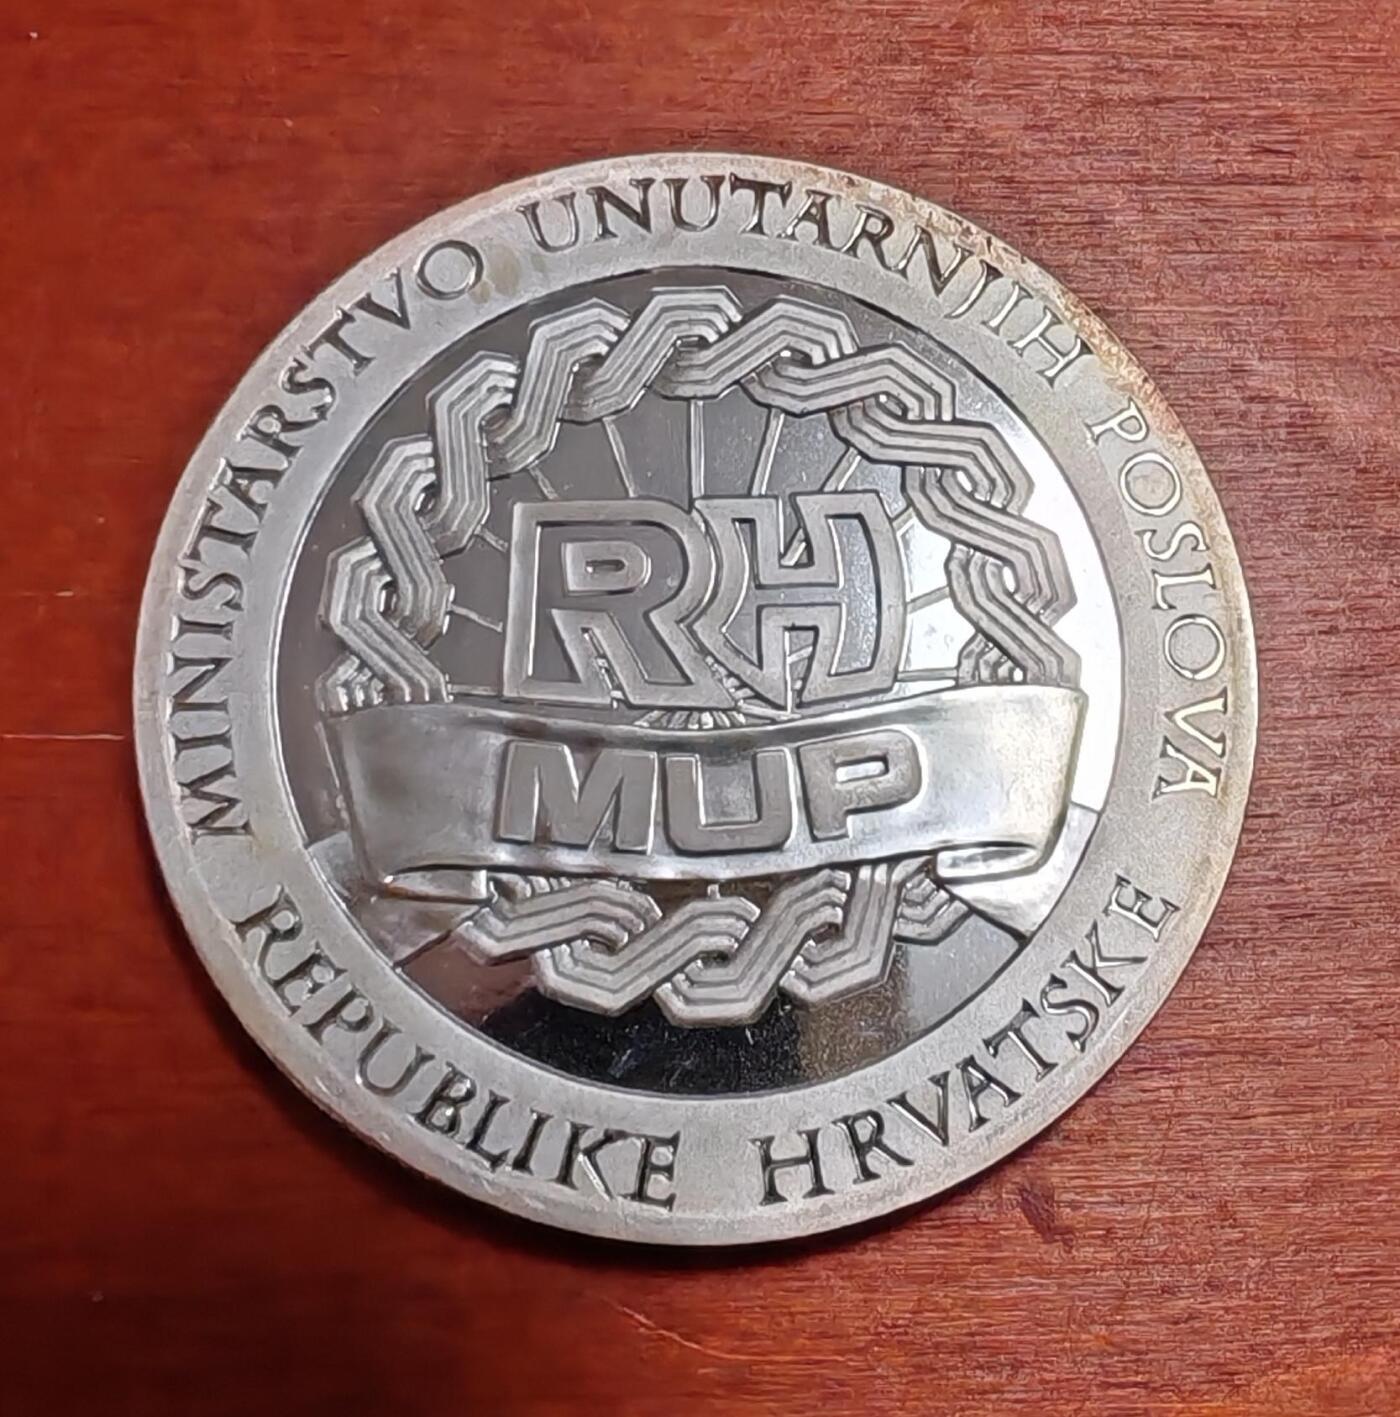 MINISTARSTVO UNUTARNJIH POSLOVA
RH
MUP
REPUBLIKE HRVATSKE